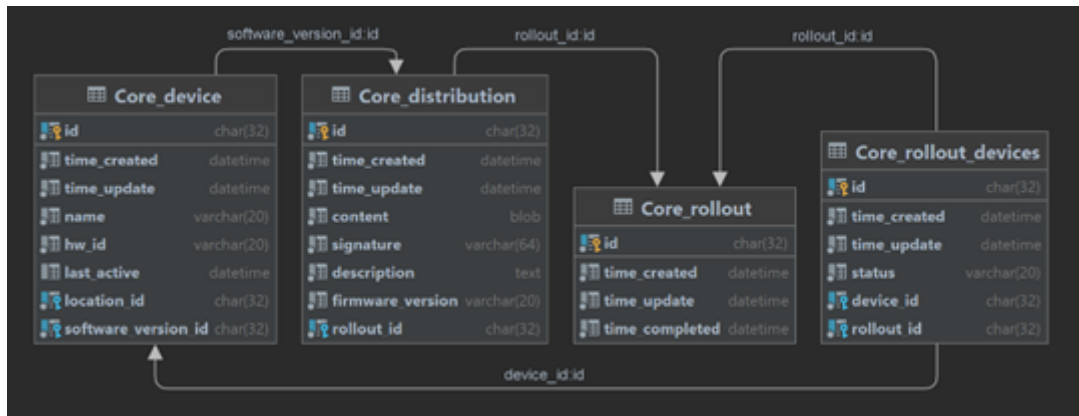 software_version_id:id
rollout_id:id
rollout_id:id
Core_device
id char(32)
time_created datetime
time_update datetime
name varchar(20)
hw_id varchar(20)
last_active datetime
location_id char(32)
software_version_id char(32)
Core_distribution
id char(32)
time_created datetime
time_update datetime
content blob
signature varchar(64)
description text
firmware_version varchar(20)
rollout_id char(32)
Core_rollout
id char(32)
time_created datetime
time_update datetime
time_completed datetime
Core_rollout_devices
id char(32)
time_created datetime
time_update datetime
status varchar(20)
device_id char(32)
rollout_id char(32)
device_id:id